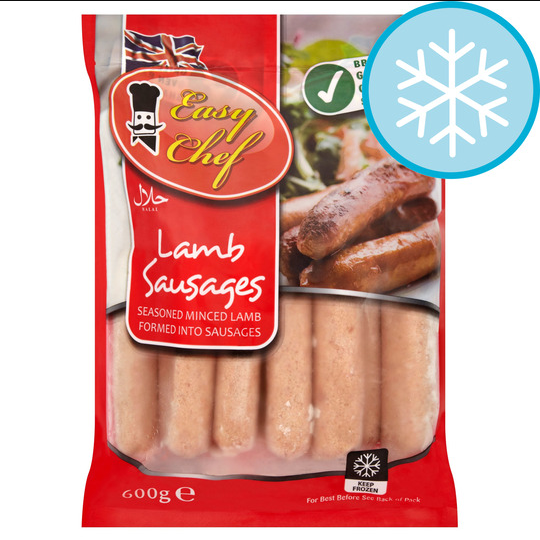 Easy
Chef
حلال
HALAL
Lamb
Sausages
SEASONED MINCED LAMB
FORMED INTO SAUSAGES
KEEP
FROZEN
600g e
For Best Before See Back of Pack